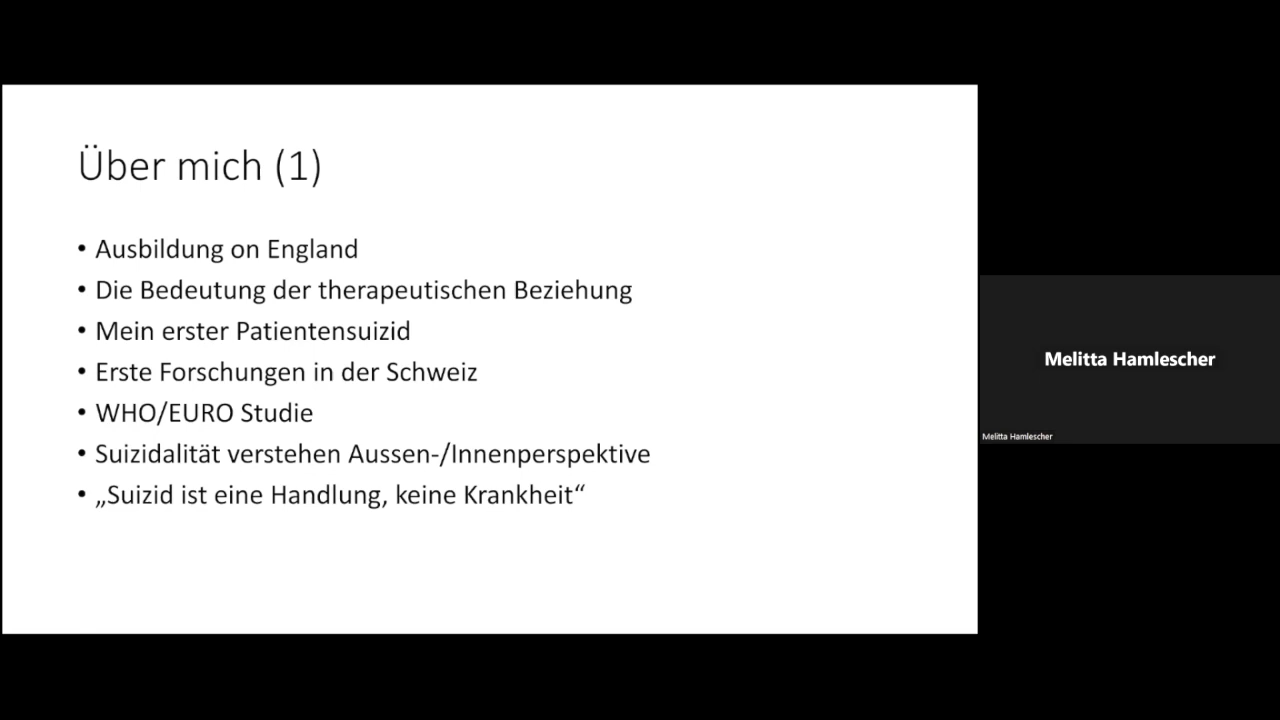 Über mich (1)
• Ausbildung on England
• Die Bedeutung der therapeutischen Beziehung
• Mein erster Patientensuizid
• Erste Forschungen in der Schweiz
• WHO/EURO Studie
• Suizidalität verstehen Aussen-/Innenperspektive
• „Suizid ist eine Handlung, keine Krankheit“
Melitta Hamlescher
Melitta Hamlescher